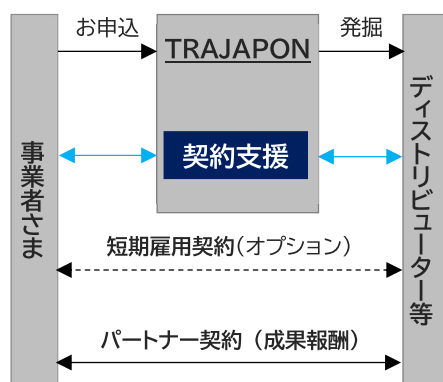 お申込
TRAJAPON
発掘
契約支援
事業者さま
ディストリビューター等
短期雇用契約(オプション)
パートナー契約（成果報酬）